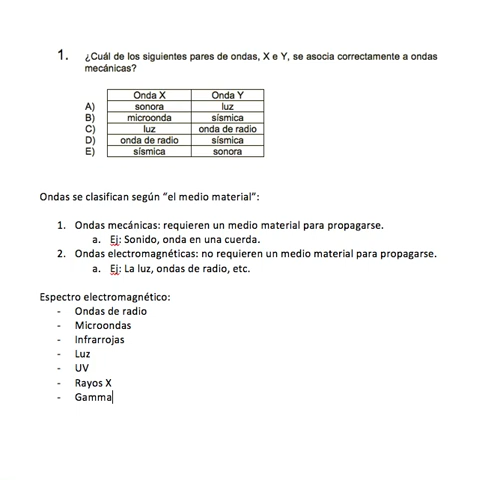 1. ¿Cuál de los siguientes pares de ondas, X e Y, se asocia correctamente a ondas
mecánicas?
Onda X Onda Y
A) sonora luz
B) microonda sísmica
C) luz onda de radio
D) onda de radio sísmica
E) sísmica sonora
Ondas se clasifican según “el medio material”:
1. Ondas mecánicas: requieren un medio material para propagarse.
a. Ej: Sonido, onda en una cuerda.
2. Ondas electromagnéticas: no requieren un medio material para propagarse.
a. Ej: La luz, ondas de radio, etc.
Espectro electromagnético:
- Ondas de radio
- Microondas
- Infrarrojas
- Luz
- UV
- Rayos X
- Gamma